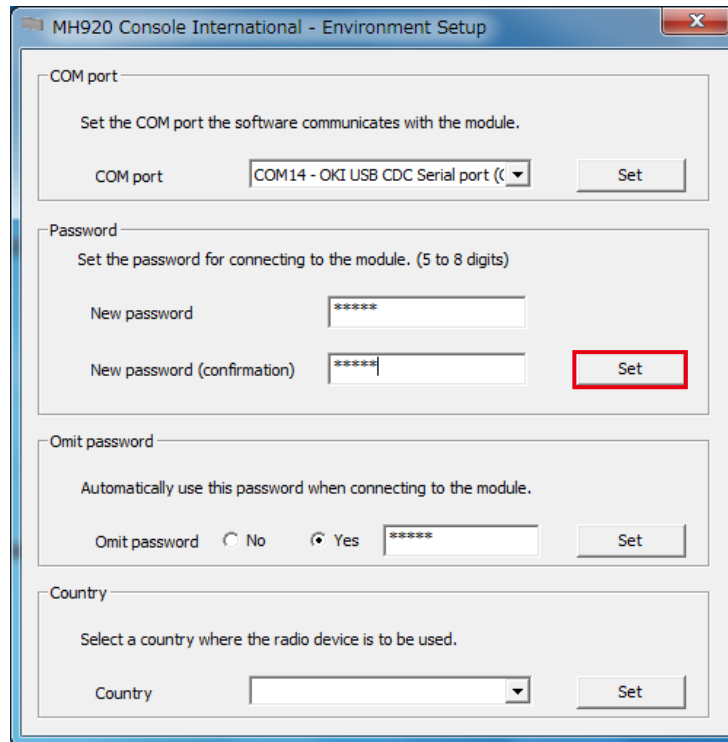 MH920 Console International - Environment Setup
COM port
Set the COM port the software communicates with the module.
COM port COM14 - OKI USB CDC Serial port (C Set
Password
Set the password for connecting to the module. (5 to 8 digits)
New password *****
New password (confirmation) ***** Set
Omit password
Automatically use this password when connecting to the module.
Omit password No Yes ***** Set
Country
Select a country where the radio device is to be used.
Country Set